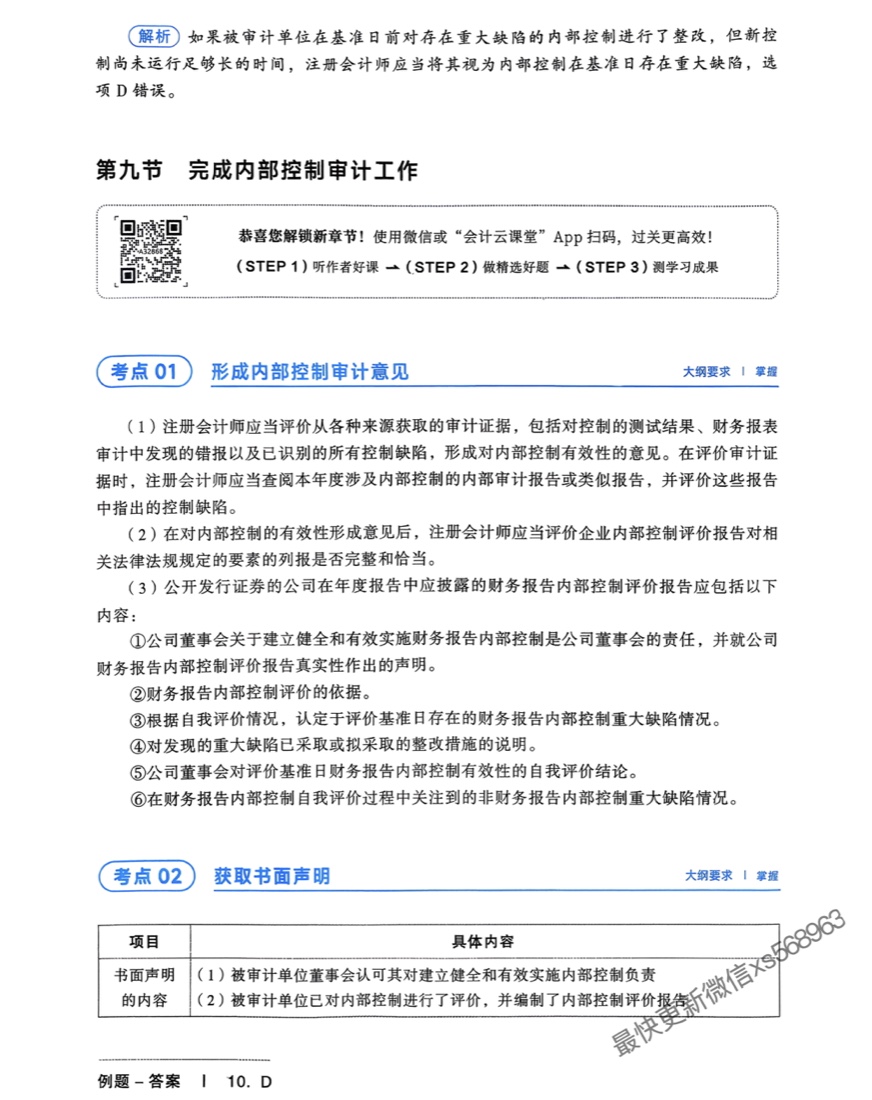 解析 如果被审计单位在基准日前对存在重大缺陷的内部控制进行了整改，但新控
制尚未运行足够长的时间，注册会计师应当将其视为内部控制在基准日存在重大缺陷，选
项 D 错误。
第九节 完成内部控制审计工作
恭喜您解锁新章节！使用微信或“会计云课堂”App 扫码，过关更高效！
（STEP 1）听作者好课 ⇀（STEP 2）做精选好题 ⇀（STEP 3）测学习成果
A32868
考点 01 形成内部控制审计意见 大纲要求 | 掌握
（1）注册会计师应当评价从各种来源获取的审计证据，包括对控制的测试结果、财务报表
审计中发现的错报以及已识别的所有控制缺陷，形成对内部控制有效性的意见。在评价审计证
据时，注册会计师应当查阅本年度涉及内部控制的内部审计报告或类似报告，并评价这些报告
中指出的控制缺陷。
（2）在对内部控制的有效性形成意见后，注册会计师应当评价企业内部控制评价报告对相
关法律法规规定的要素的列报是否完整和恰当。
（3）公开发行证券的公司在年度报告中应披露的财务报告内部控制评价报告应包括以下
内容：
①公司董事会关于建立健全和有效实施财务报告内部控制是公司董事会的责任，并就公司
财务报告内部控制评价报告真实性作出的声明。
②财务报告内部控制评价的依据。
③根据自我评价情况，认定于评价基准日存在的财务报告内部控制重大缺陷情况。
④对发现的重大缺陷已采取或拟采取的整改措施的说明。
⑤公司董事会对评价基准日财务报告内部控制有效性的自我评价结论。
⑥在财务报告内部控制自我评价过程中关注到的非财务报告内部控制重大缺陷情况。
考点 02 获取书面声明 大纲要求 | 掌握
项目 具体内容
书面声明
的内容
（1）被审计单位董事会认可其对建立健全和有效实施内部控制负责
（2）被审计单位已对内部控制进行了评价，并编制了内部控制评价报告
最快更新微信xs568963
例题 – 答案 | 10. D